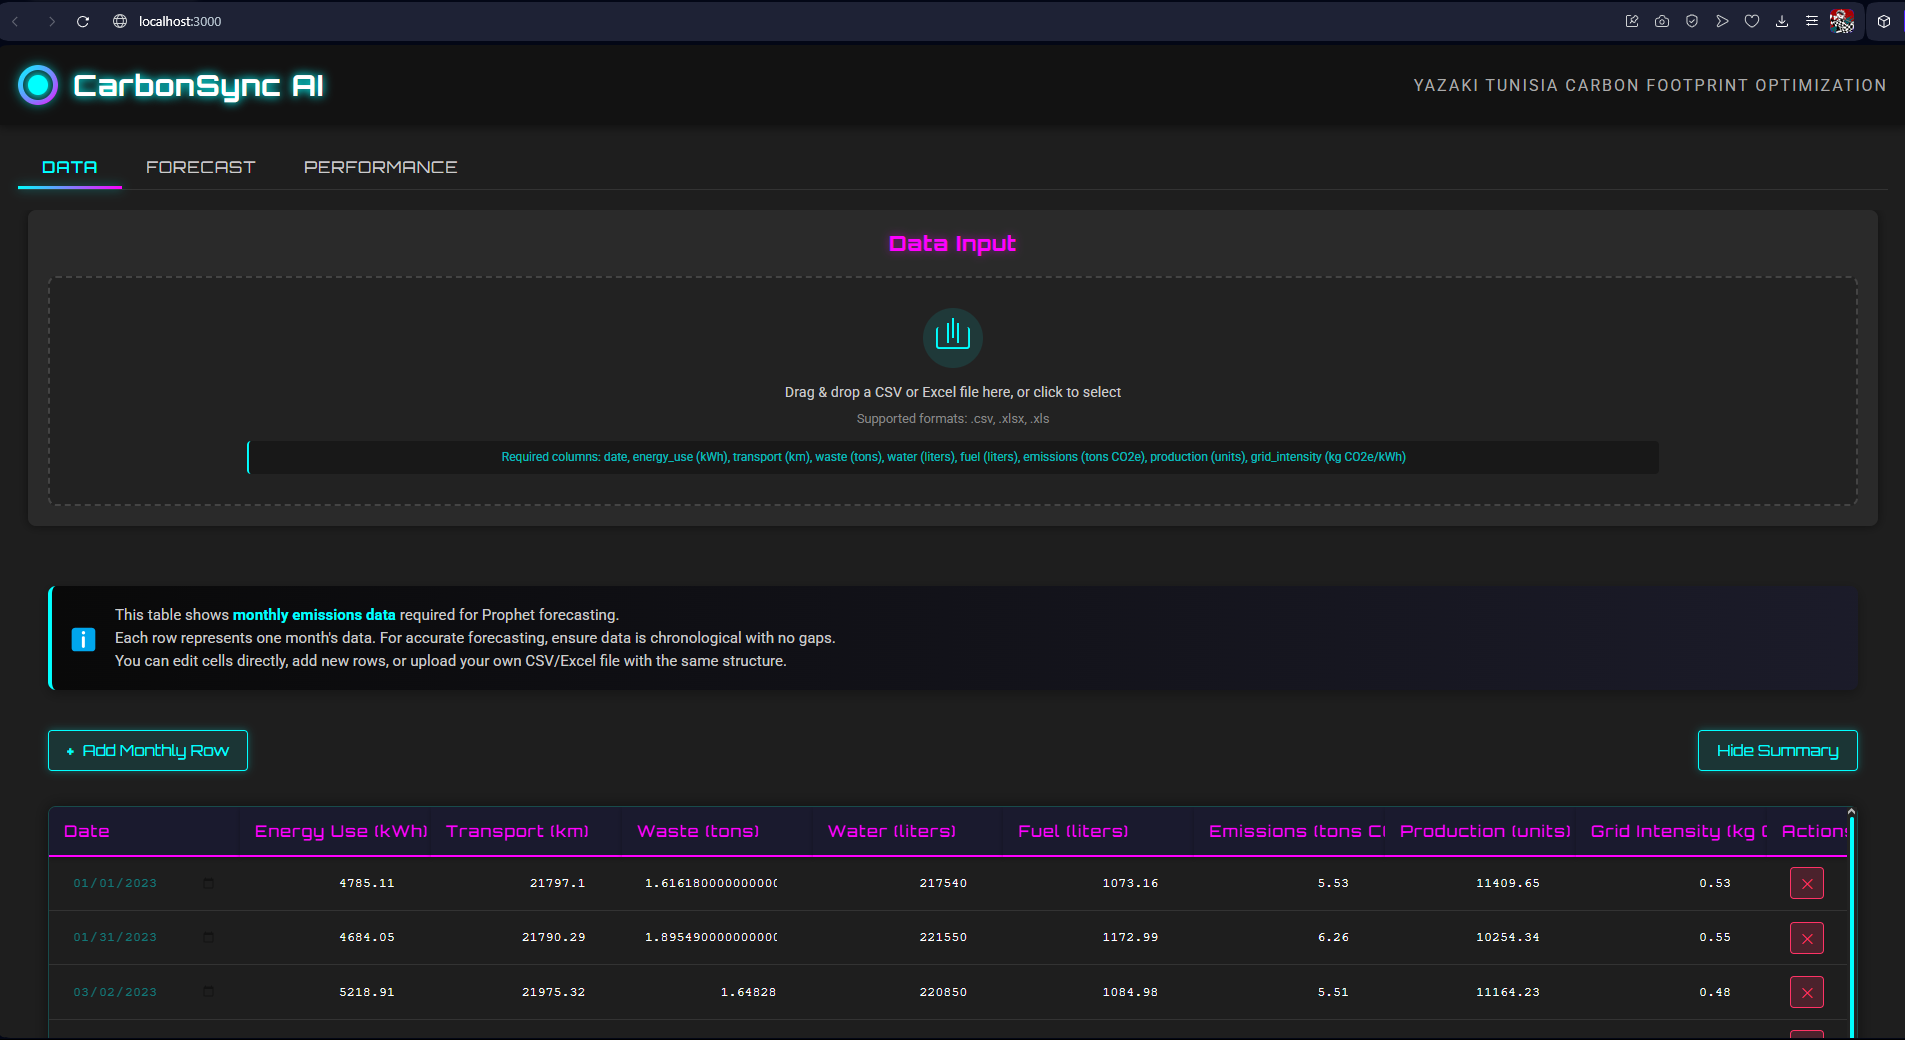 localhost:3000
CarbonSync AI
YAZAKI TUNISIA CARBON FOOTPRINT OPTIMIZATION
DATA FORECAST PERFORMANCE
Data Input
Drag & drop a CSV or Excel file here, or click to select
Supported formats: .csv, .xlsx, .xls
Required columns: date, energy_use (kWh), transport (km), waste (tons), water (liters), fuel (liters), emissions (tons CO2e), production (units), grid_intensity (kg CO2e/kWh)
i
This table shows monthly emissions data required for Prophet forecasting.
Each row represents one month's data. For accurate forecasting, ensure data is chronological with no gaps.
You can edit cells directly, add new rows, or upload your own CSV/Excel file with the same structure.
+ Add Monthly Row
Hide Summary
Date Energy Use (kWh) Transport (km) Waste (tons) Water (liters) Fuel (liters) Emissions (tons C Production (units) Grid Intensity (kg Actions
01/01/2023 4785.11 21797.1 1.616180000000000 217540 1073.16 5.53 11409.65 0.53
01/31/2023 4684.05 21790.29 1.895490000000000 221550 1172.99 6.26 10254.34 0.55
03/02/2023 5218.91 21975.32 1.64828 220850 1084.98 5.51 11164.23 0.48